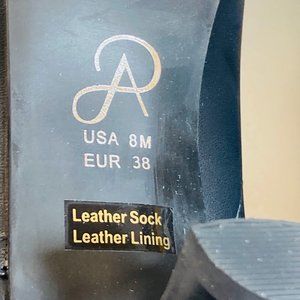 USA 8M
EUR 38
Leather Sock
Leather Lining